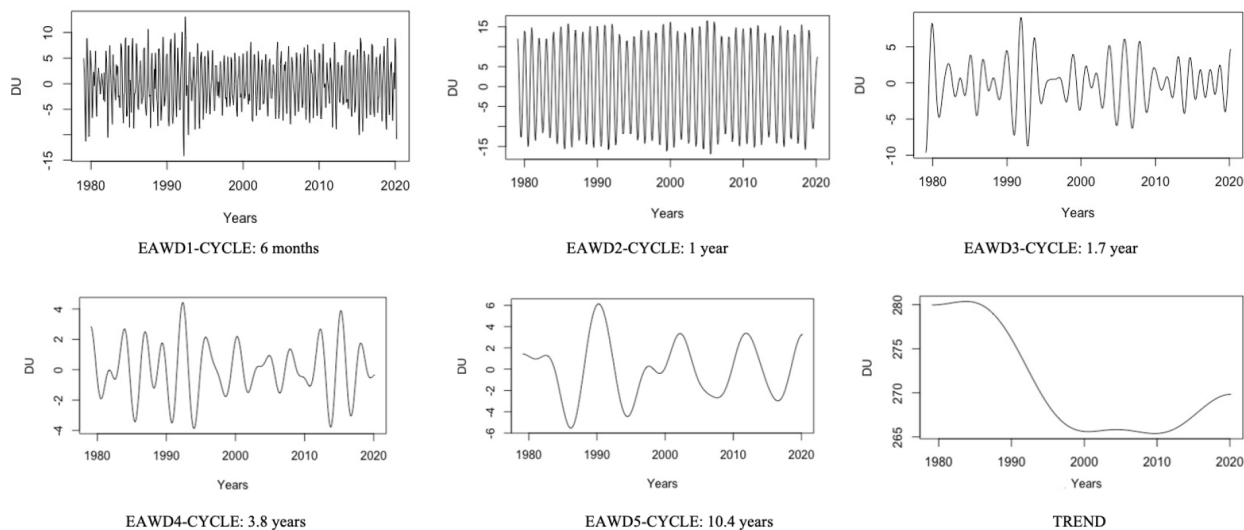 10
5
0
-5
-15
DU
1980 1990 2000 2010 2020
Years
EAWD1-CYCLE: 6 months
15
5
0
-5
-15
DU
1980 1990 2000 2010 2020
Years
EAWD2-CYCLE: 1 year
5
0
-5
-10
DU
1980 1990 2000 2010 2020
Years
EAWD3-CYCLE: 1.7 year
4
2
0
-2
-4
DU
1980 1990 2000 2010 2020
Years
EAWD4-CYCLE: 3.8 years
6
4
2
0
-2
-4
-6
DU
1980 1990 2000 2010 2020
Years
EAWD5-CYCLE: 10.4 years
280
275
270
265
DU
1980 1990 2000 2010 2020
Years
TREND